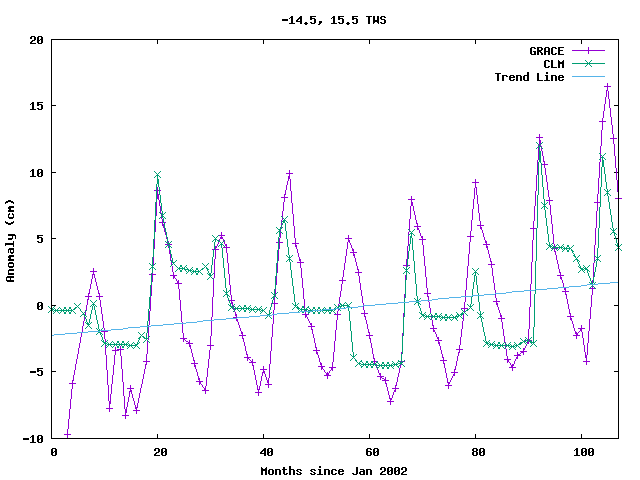 -14.5, 15.5 TWS
GRACE
CLM
Trend Line
20
15
10
5
0
-5
-10
Anomaly (cm)
0 20 40 60 80 100
Months since Jan 2002